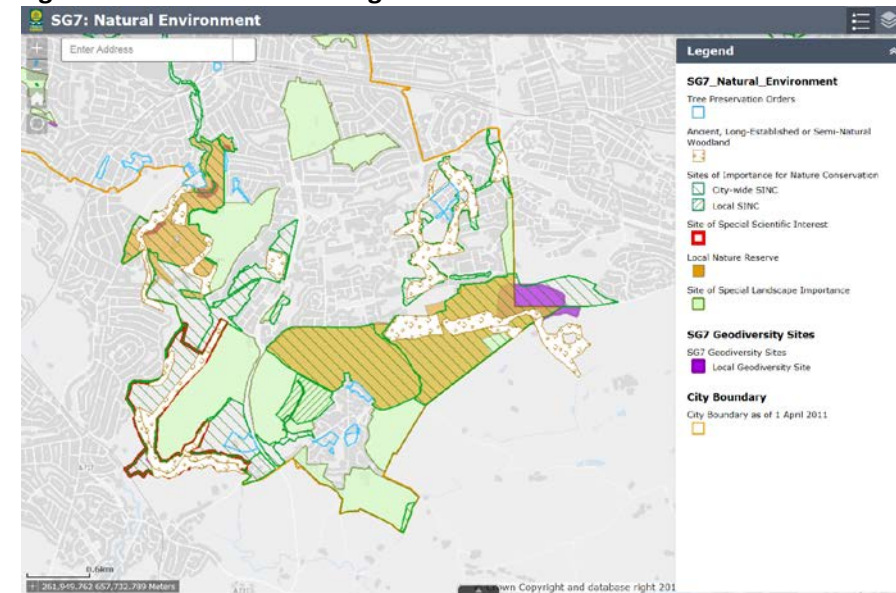 SG7: Natural Environment
Enter Address
Legend
SG7_Natural_Environment
Tree Preservation Orders
Ancient, Long-Established or Semi-Natural
Woodland
Sites of Importance for Nature Conservation
City-wide SINC
Local SINC
Site of Special Scientific Interest
Local Nature Reserve
Site of Special Landscape Importance
SG7 Geodiversity Sites
SG7 Geodiversity Sites
Local Geodiversity Site
City Boundary
City Boundary as of 1 April 2011
0.6km
261,949.762 657,732.799 Meters
Crown Copyright and database right 201